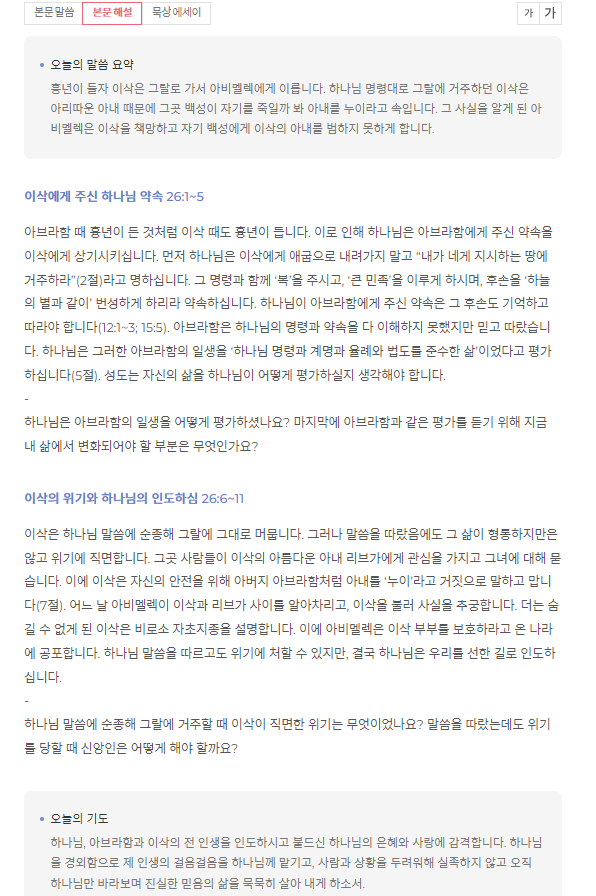 본문 말씀
본문 해설
묵상 에세이
가
가
• 오늘의 말씀 요약
흉년이 들자 이삭은 그랄로 가서 아비멜렉에게 이릅니다. 하나님 명령대로 그랄에 거주하던 이삭은
아리따운 아내 때문에 그곳 백성이 자기를 죽일까 봐 아내를 누이라고 속입니다. 그 사실을 알게 된 아
비멜렉은 이삭을 책망하고 자기 백성에게 이삭의 아내를 범하지 못하게 합니다.
이삭에게 주신 하나님 약속 26:1~5
아브라함 때 흉년이 든 것처럼 이삭 때도 흉년이 듭니다. 이로 인해 하나님은 아브라함에게 주신 약속을
이삭에게 상기시키십니다. 먼저 하나님은 이삭에게 애굽으로 내려가지 말고 “내가 네게 지시하는 땅에
거주하라”(2절)라고 명하십니다. 그 명령과 함께 ‘복’을 주시고, ‘큰 민족’을 이루게 하시며, 후손을 ‘하늘
의 별과 같이’ 번성하게 하리라 약속하십니다. 하나님이 아브라함에게 주신 약속은 그 후손도 기억하고
따라야 합니다(12:1~3; 15:5). 아브라함은 하나님의 명령과 약속을 다 이해하지 못했지만 믿고 따랐습니
다. 하나님은 그러한 아브라함의 일생을 ‘하나님 명령과 계명과 율례와 법도를 준수한 삶’이었다고 평가
하십니다(5절). 성도는 자신의 삶을 하나님이 어떻게 평가하실지 생각해야 합니다.
-
하나님은 아브라함의 일생을 어떻게 평가하셨나요? 마지막에 아브라함과 같은 평가를 듣기 위해 지금
내 삶에서 변화되어야 할 부분은 무엇인가요?
이삭의 위기와 하나님의 인도하심 26:6~11
이삭은 하나님 말씀에 순종해 그랄에 그대로 머뭅니다. 그러나 말씀을 따랐음에도 그 삶이 형통하지만은
않고 위기에 직면합니다. 그곳 사람들이 이삭의 아름다운 아내 리브가에게 관심을 가지고 그녀에 대해 묻
습니다. 이에 이삭은 자신의 안전을 위해 아버지 아브라함처럼 아내를 ‘누이’라고 거짓으로 말하고 맙니
다(7절). 어느 날 아비멜렉이 이삭과 리브가 사이를 알아차리고, 이삭을 불러 사실을 추궁합니다. 더는 숨
길 수 없게 된 이삭은 비로소 자초지종을 설명합니다. 이에 아비멜렉은 이삭 부부를 보호하라고 온 나라
에 공포합니다. 하나님 말씀을 따르고도 위기에 처할 수 있지만, 결국 하나님은 우리를 선한 길로 인도하
십니다.
-
하나님 말씀에 순종해 그랄에 거주할 때 이삭이 직면한 위기는 무엇이었나요? 말씀을 따랐는데도 위기
를 당할 때 신앙인은 어떻게 해야 할까요?
• 오늘의 기도
하나님, 아브라함과 이삭의 전 인생을 인도하시고 붙드신 하나님의 은혜와 사랑에 감격합니다. 하나님
을 경외함으로 제 인생의 걸음걸음을 하나님께 맡기고, 사람과 상황을 두려워해 실족하지 않고 오직
하나님만 바라보며 진실한 믿음의 삶을 묵묵히 살아 내게 하소서.